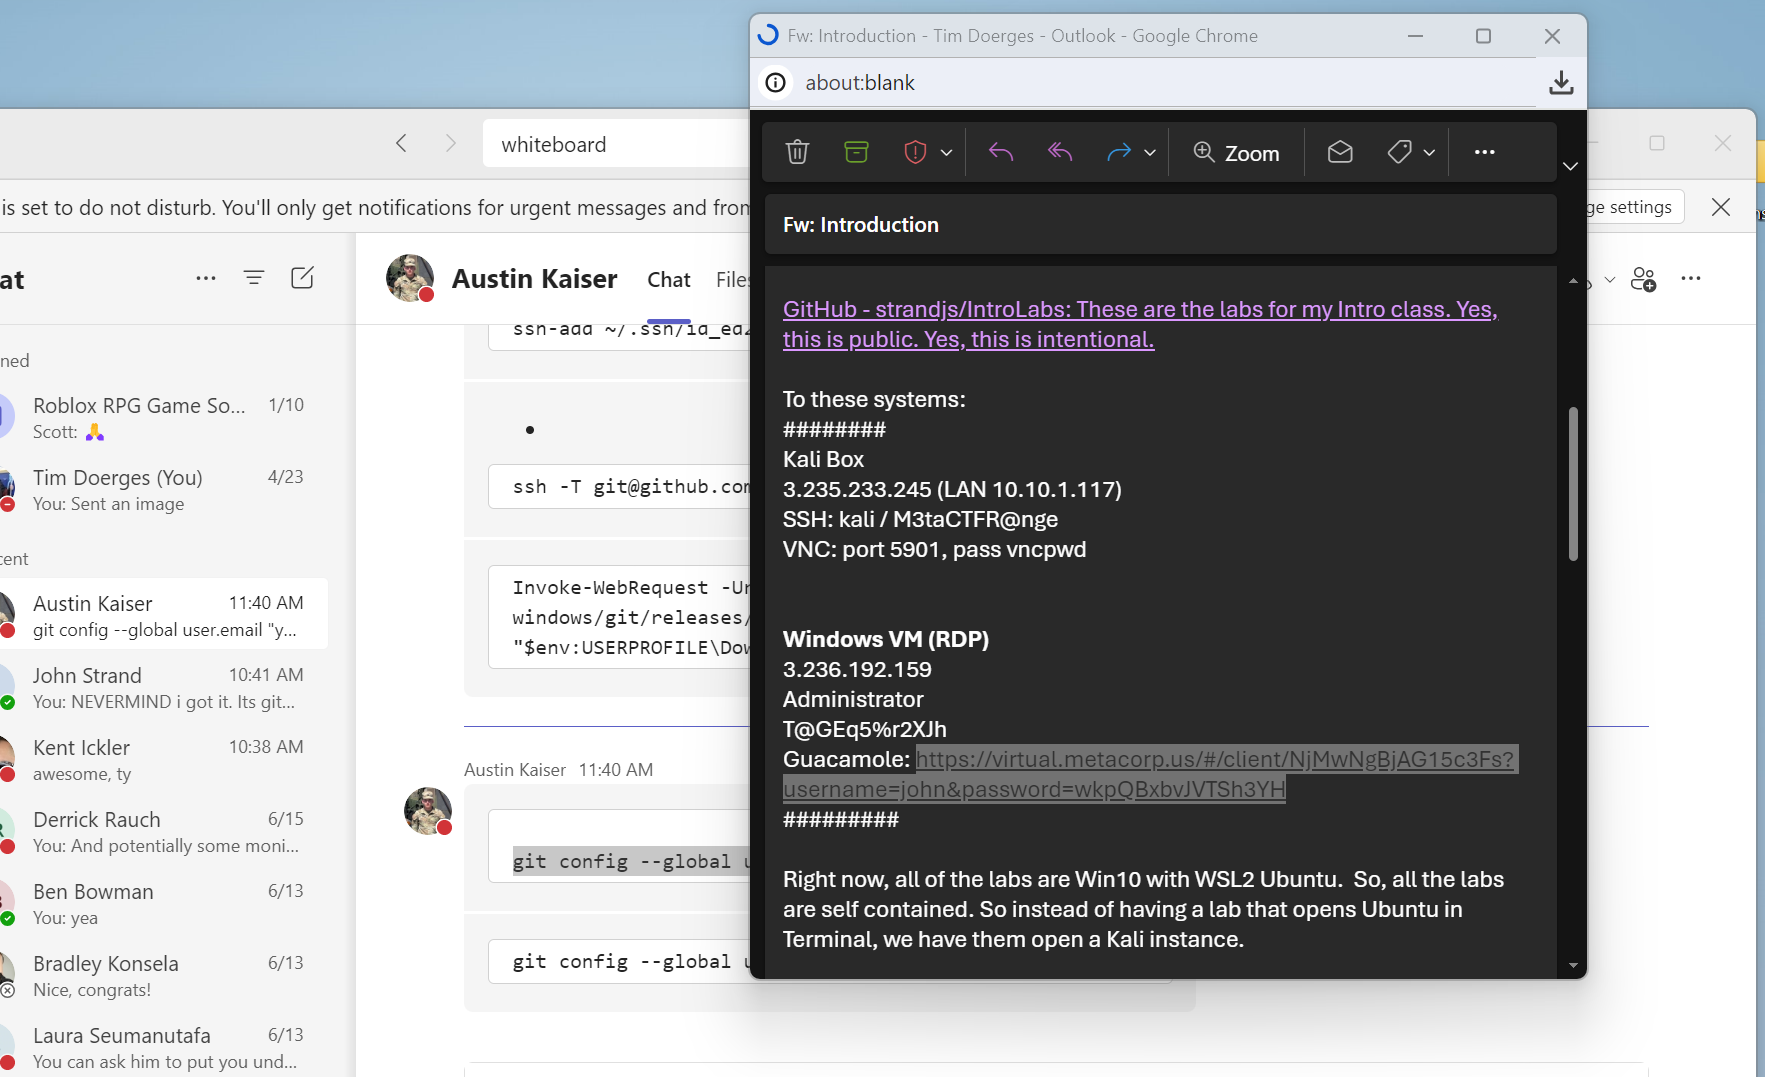 Fw: Introduction - Tim Doerges - Outlook - Google Chrome
about:blank
Zoom
Fw: Introduction
GitHub - strandjs/IntroLabs: These are the labs for my Intro class. Yes,
this is public. Yes, this is intentional.
To these systems:
########
Kali Box
3.235.233.245 (LAN 10.10.1.117)
SSH: kali / M3taCTFR@nge
VNC: port 5901, pass vncpwd
Windows VM (RDP)
3.236.192.159
Administrator
T@GEq5%r2XJh
Guacamole: https://virtual.metacorp.us/#/client/NjMwNgBjAG15c3Fs?
username=john&password=wkpQBxbvJVTSh3YH
#########
Right now, all of the labs are Win10 with WSL2 Ubuntu.  So, all the labs
are self contained. So instead of having a lab that opens Ubuntu in
Terminal, we have them open a Kali instance.
whiteboard
is set to do not disturb. You'll only get notifications for urgent messages and from
ge settings
at
ned
Roblox RPG Game So... 1/10
Scott: 🙏
Tim Doerges (You) 4/23
You: Sent an image
cent
Austin Kaiser 11:40 AM
git config --global user.email "y...
John Strand 10:41 AM
You: NEVERMIND i got it. Its git...
Kent Ickler 10:38 AM
awesome, ty
Derrick Rauch 6/15
You: And potentially some moni...
Ben Bowman 6/13
You: yea
Bradley Konsela 6/13
Nice, congrats!
Laura Seumanutafa 6/13
You can ask him to put you und...
Austin Kaiser Chat Files
ssh-add ~/.ssh/id_ed2
ssh -T git@github.com
Invoke-WebRequest -Ur
windows/git/releases/
"$env:USERPROFILE\Dow
Austin Kaiser 11:40 AM
git config --global u
git config --global u